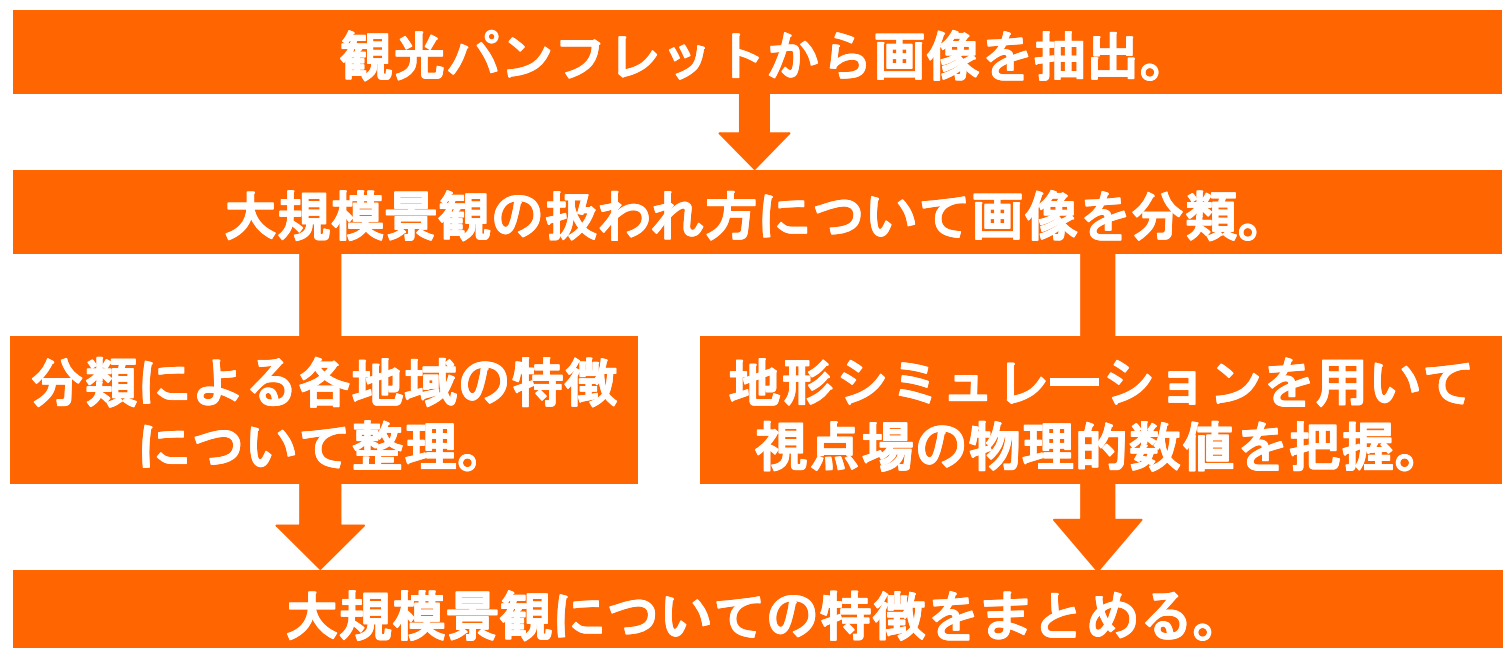 観光パンフレットから画像を抽出。
大規模景観の扱われ方について画像を分類。
分類による各地域の特徴
について整理。
地形シミュレーションを用いて
視点場の物理的数値を把握。
大規模景観についての特徴をまとめる。